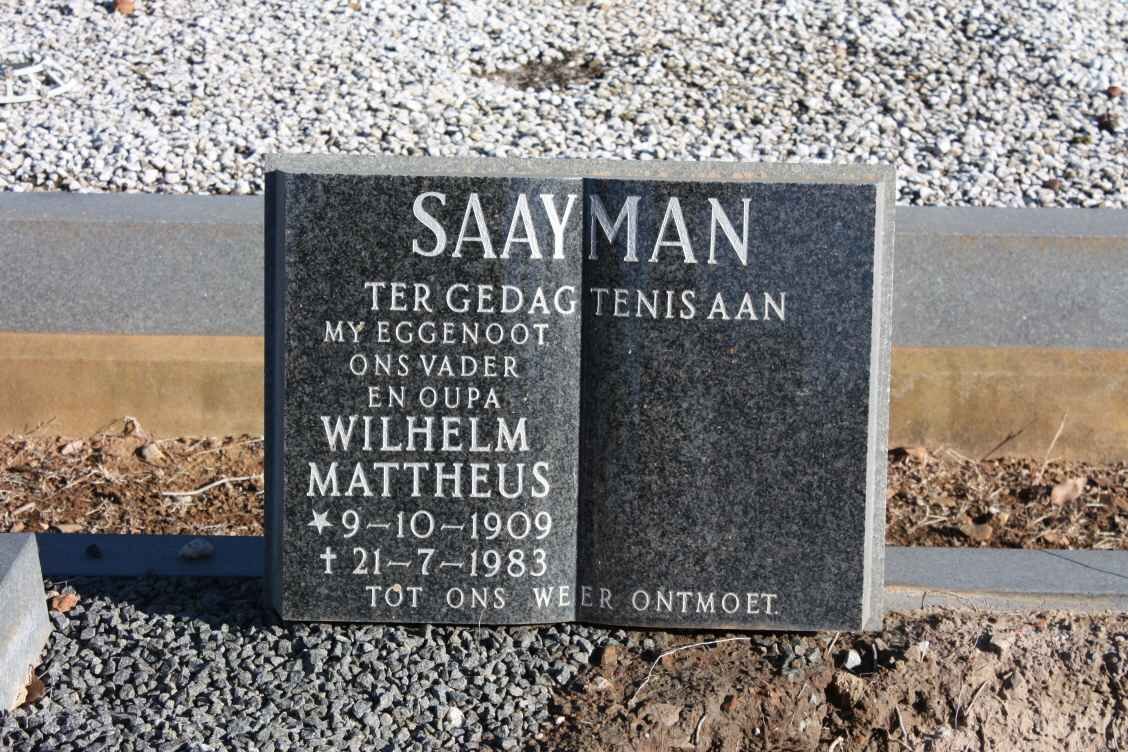 SAAYMAN
TER GEDAGTENIS AAN
MY EGGENOOT.
ONS VADER
EN OUPA
WILHELM
MATTHEUS
★ 9-10-1909
† 21-7-1983
TOT ONS WEER ONTMOET.